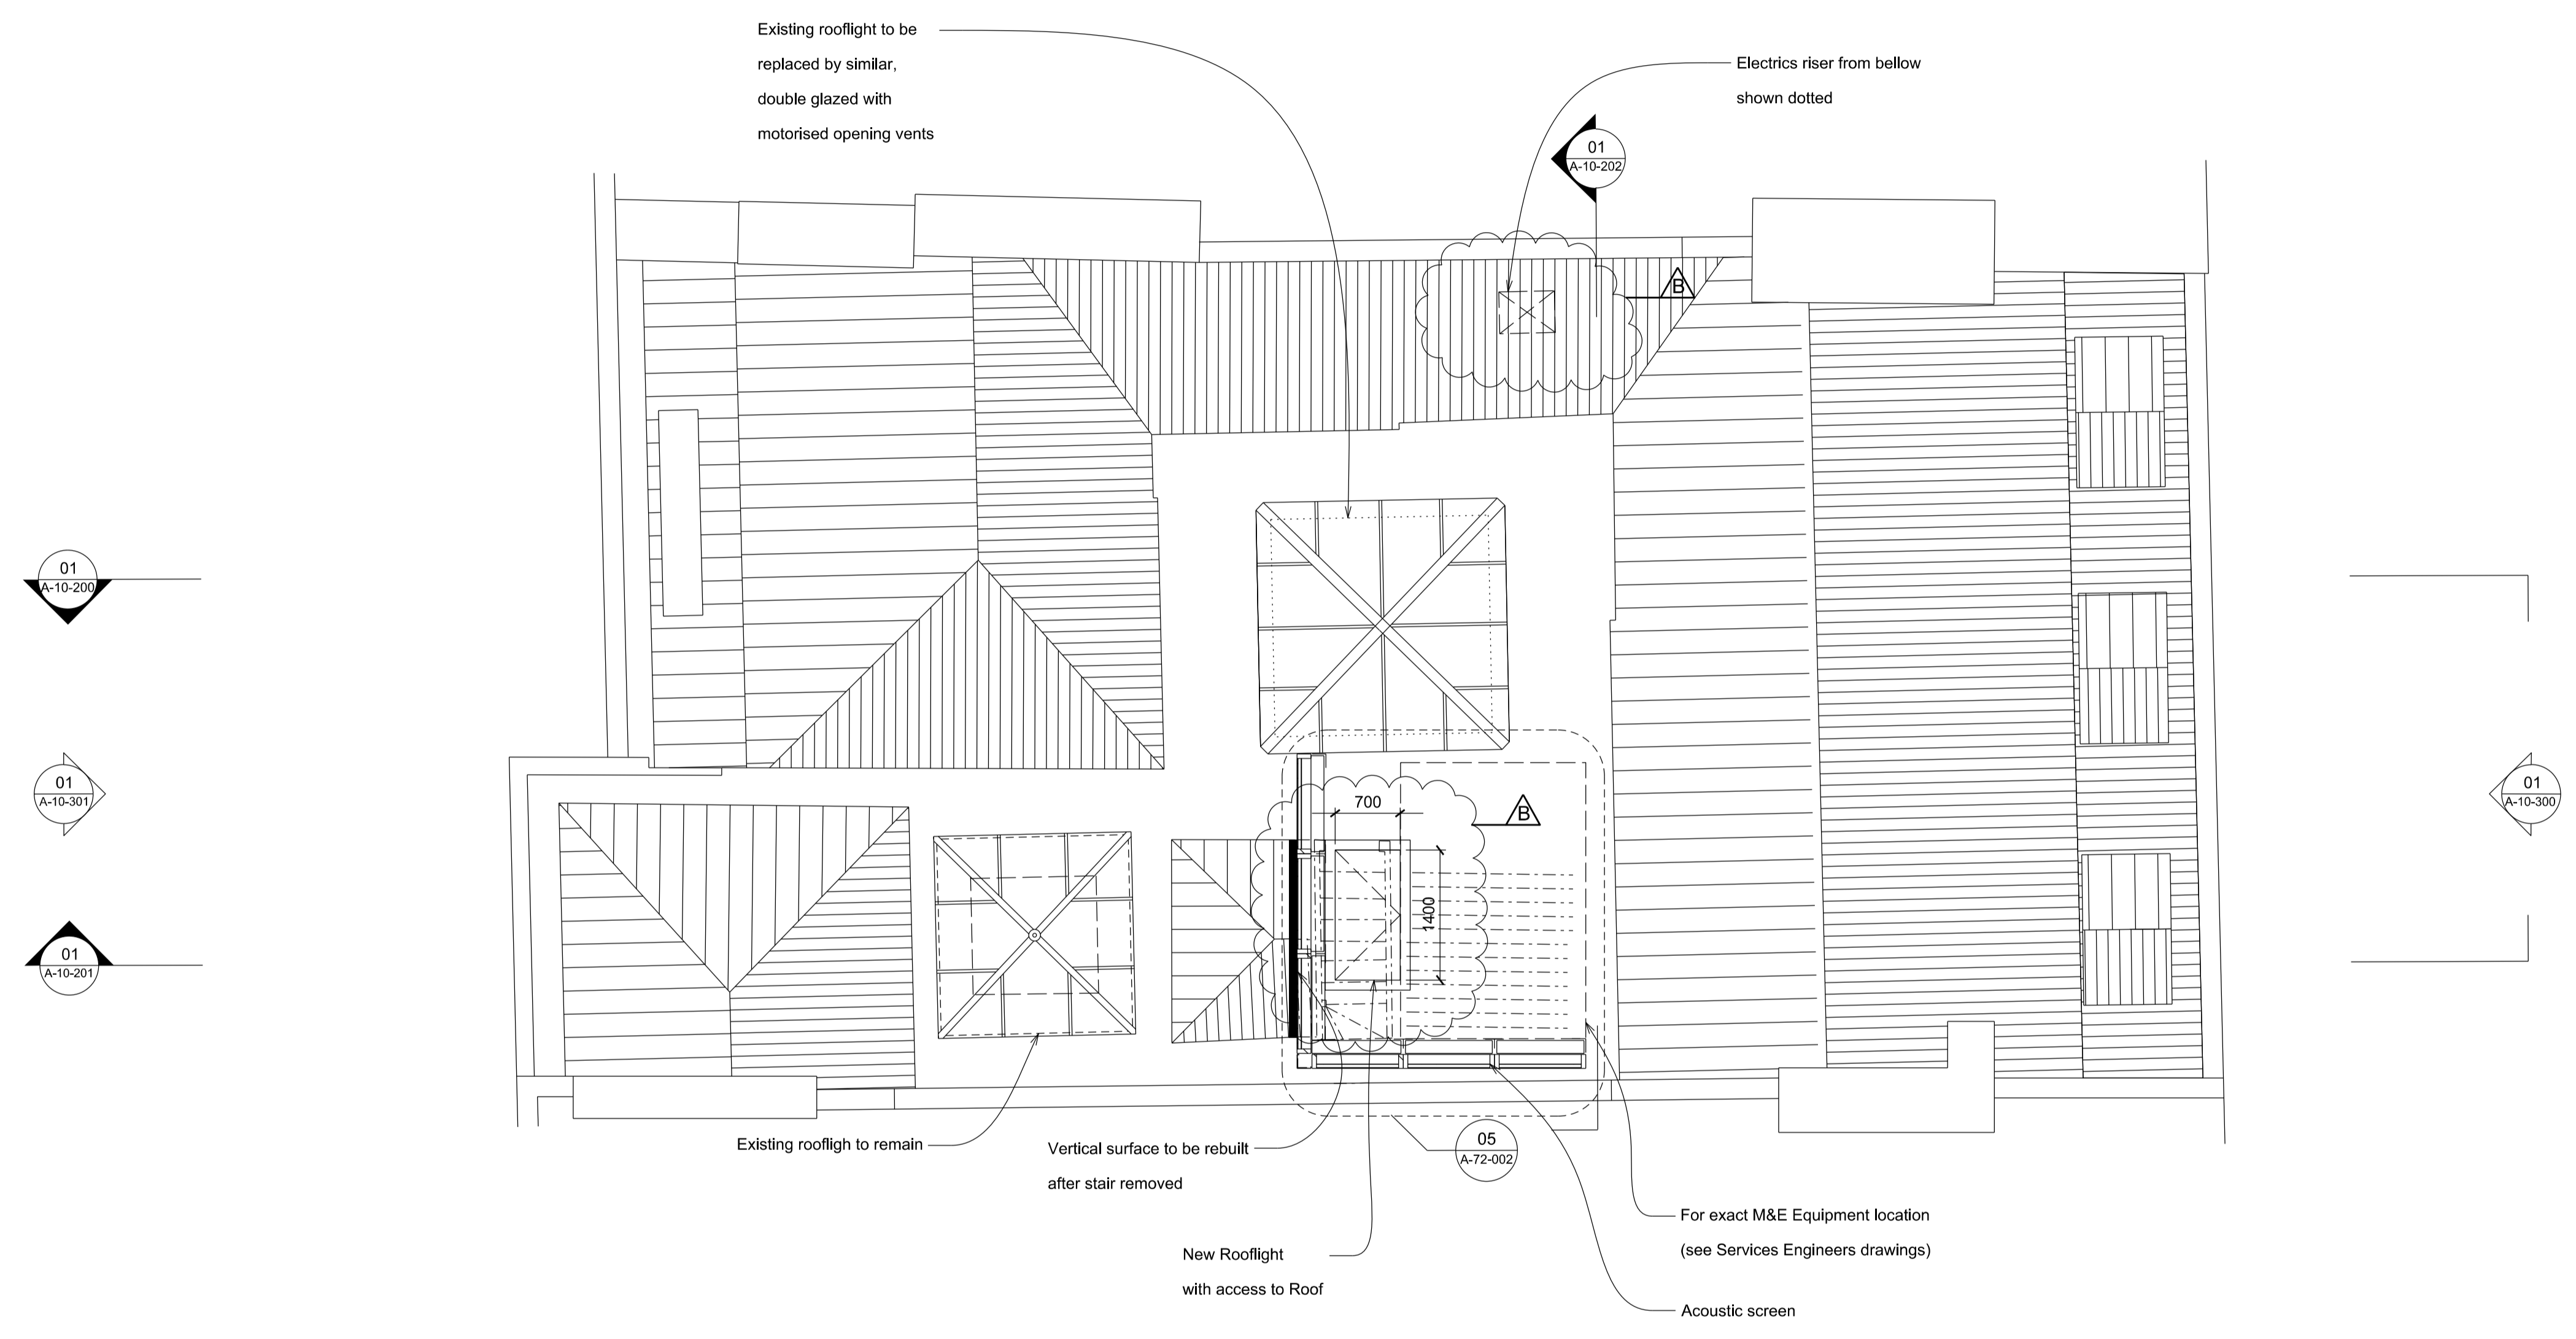 Existing rooflight to be
replaced by similar,
double glazed with
motorised opening vents
Electrics riser from bellow
shown dotted
01
A-10-202
B
01
A-10-200
01
A-10-301
01
A-10-300
700
B
1400
01
A-10-201
Existing roofligh to remain
Vertical surface to be rebuilt
after stair removed
05
A-72-002
For exact M&E Equipment location
(see Services Engineers drawings)
New Rooflight
with access to Roof
Acoustic screen